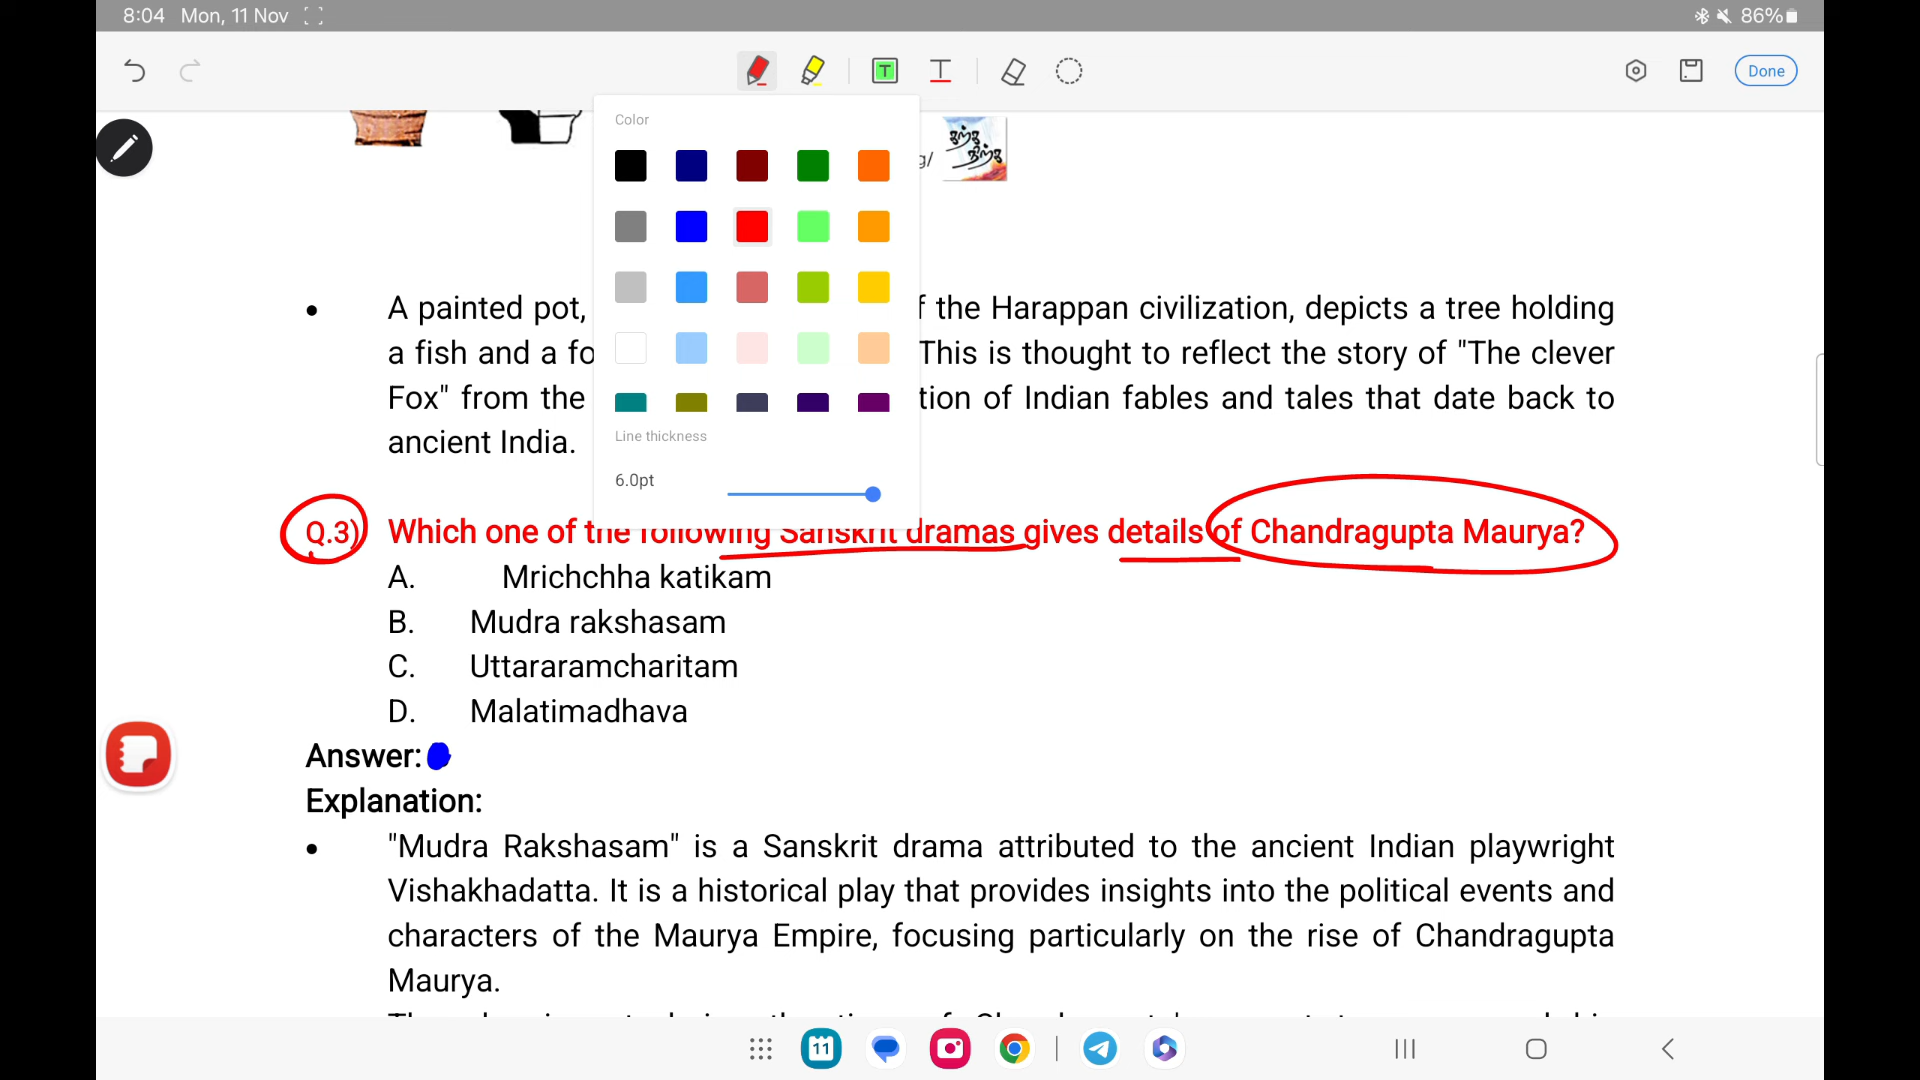 8:04 Mon, 11 Nov
86%
T
T
Done
Color
g/
கற்க
நிற்க
A painted pot, f the Harappan civilization, depicts a tree holding
a fish and a fo This is thought to reflect the story of "The clever
Fox" from the tion of Indian fables and tales that date back to
ancient India.
Line thickness
6.0pt
Q.3) Which one of the following Sanskrit dramas gives details of Chandragupta Maurya?
A. Mrichchha katikam
B. Mudra rakshasam
C. Uttararamcharitam
D. Malatimadhava
Answer:
Explanation:
"Mudra Rakshasam" is a Sanskrit drama attributed to the ancient Indian playwright
Vishakhadatta. It is a historical play that provides insights into the political events and
characters of the Maurya Empire, focusing particularly on the rise of Chandragupta
Maurya.
11